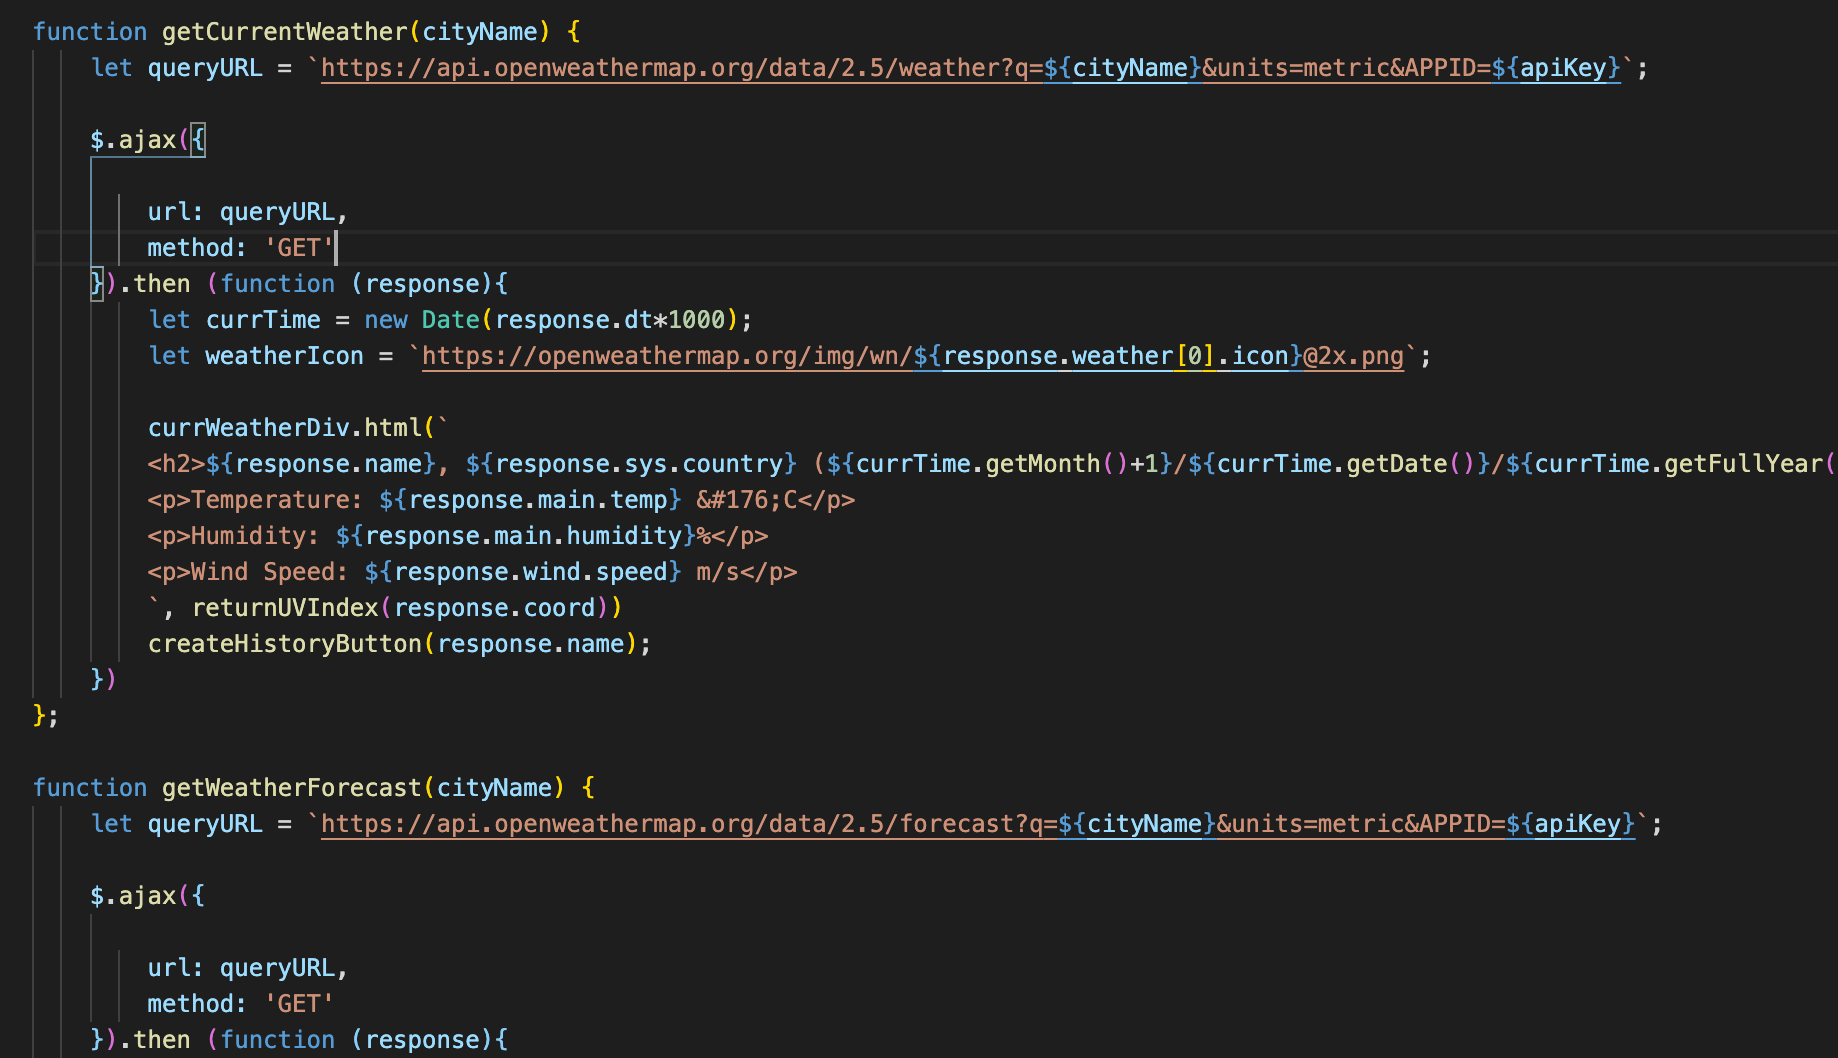 function getCurrentWeather(cityName) {
let queryURL = `https://api.openweathermap.org/data/2.5/weather?q=${cityName}&units=metric&APPID=${apiKey}`;
$.ajax({
url: queryURL,
method: 'GET'
}).then (function (response){
let currTime = new Date(response.dt*1000);
let weatherIcon = `https://openweathermap.org/img/wn/${response.weather[0].icon}@2x.png`;
currWeatherDiv.html(`
<h2>${response.name}, ${response.sys.country} (${currTime.getMonth()+1}/${currTime.getDate()}/${currTime.getFullYear(
<p>Temperature: ${response.main.temp} &#176;C</p>
<p>Humidity: ${response.main.humidity}%</p>
<p>Wind Speed: ${response.wind.speed} m/s</p>
`, returnUVIndex(response.coord))
createHistoryButton(response.name);
})
};
function getWeatherForecast(cityName) {
let queryURL = `https://api.openweathermap.org/data/2.5/forecast?q=${cityName}&units=metric&APPID=${apiKey}`;
$.ajax({
url: queryURL,
method: 'GET'
}).then (function (response){